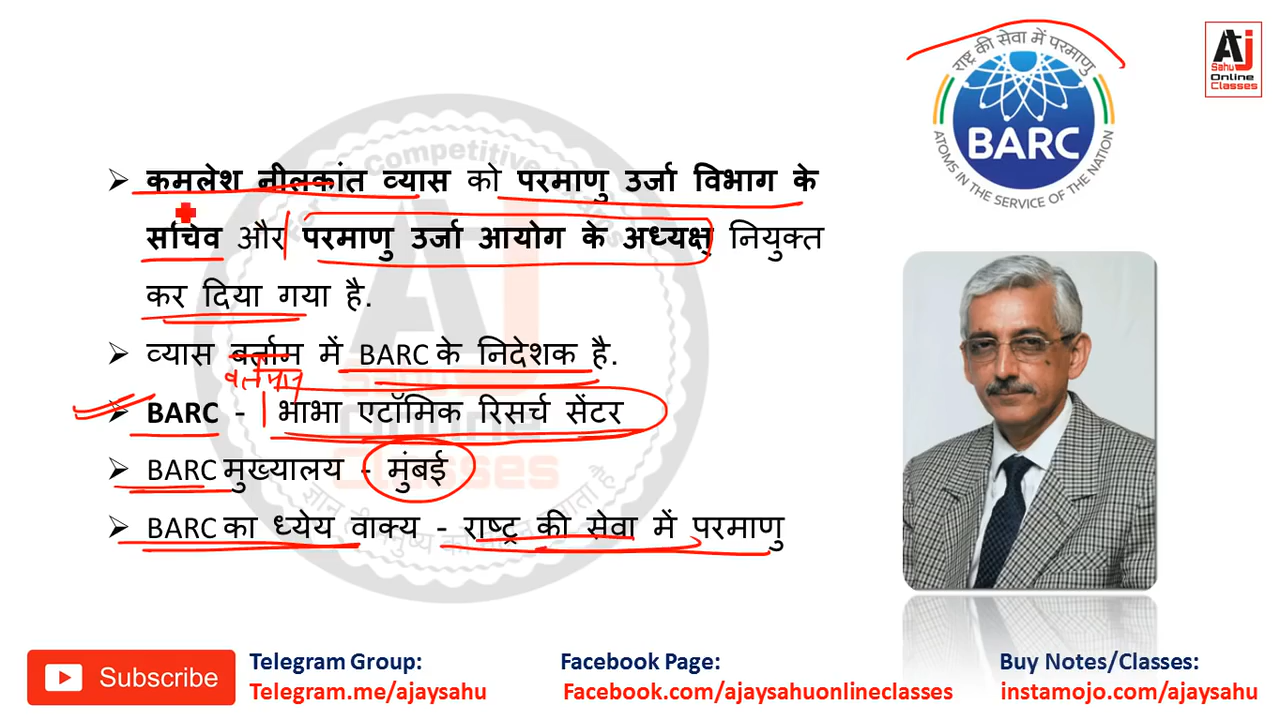 राष्ट्र की सेवा में परमाणु
BARC
ATOMS IN THE SERVICE OF THE NATION
AJ
Sahu
Online
Classes
कमलेश नीलकांत व्यास को परमाणु उर्जा विभाग के
सचिव और परमाणु उर्जा आयोग के अध्यक्ष नियुक्त
कर दिया गया है.
व्यास बर्ताम में BARC के निदेशक है.
वर्तमान
BARC - भाभा एटॉमिक रिसर्च सेंटर
BARC मुख्यालय - मुंबई
BARC का ध्येय वाक्य - राष्ट्र की सेवा में परमाणु
Subscribe
Telegram Group:
Telegram.me/ajaysahu
Facebook Page:
Facebook.com/ajaysahuonlineclasses
Buy Notes/Classes:
instamojo.com/ajaysahu